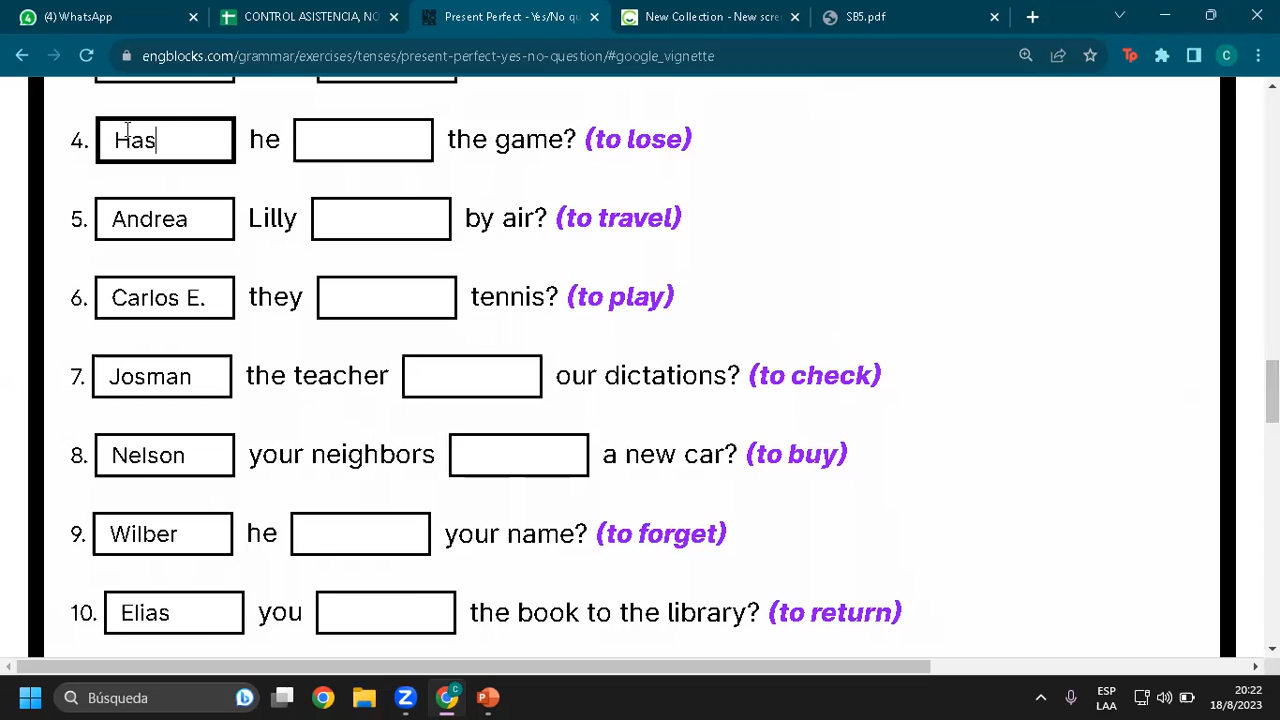 (4) WhatsApp
CONTROL ASISTENCIA, NO
Present Perfect - Yes/No qu
New Collection - New scre
SB5.pdf
engblocks.com/grammar/exercises/tenses/present-perfect-yes-no-question/#google_vignette
4. Has he the game? (to lose)
5. Andrea Lilly by air? (to travel)
6. Carlos E. they tennis? (to play)
7. Josman the teacher our dictations? (to check)
8. Nelson your neighbors a new car? (to buy)
9. Wilber he your name? (to forget)
10. Elias you the book to the library? (to return)
Búsqueda
ESP
LAA
20:22
18/8/2023